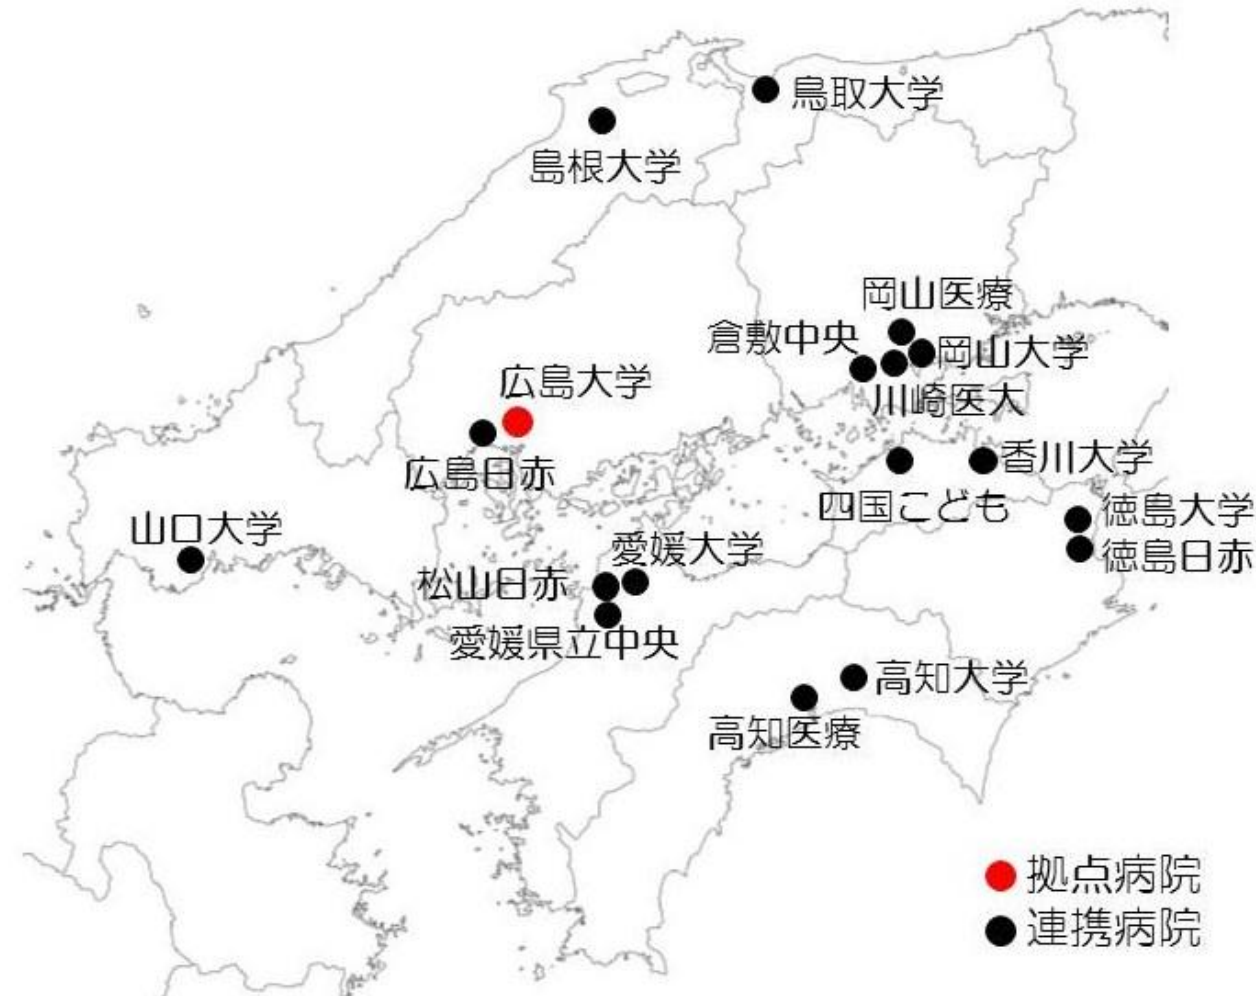 鳥取大学
島根大学
岡山医療
倉敷中央
岡山大学
川崎医大
広島大学
広島日赤
香川大学
四国こども
徳島大学
徳島日赤
山口大学
愛媛大学
松山日赤
愛媛県立中央
高知大学
高知医療
拠点病院
連携病院